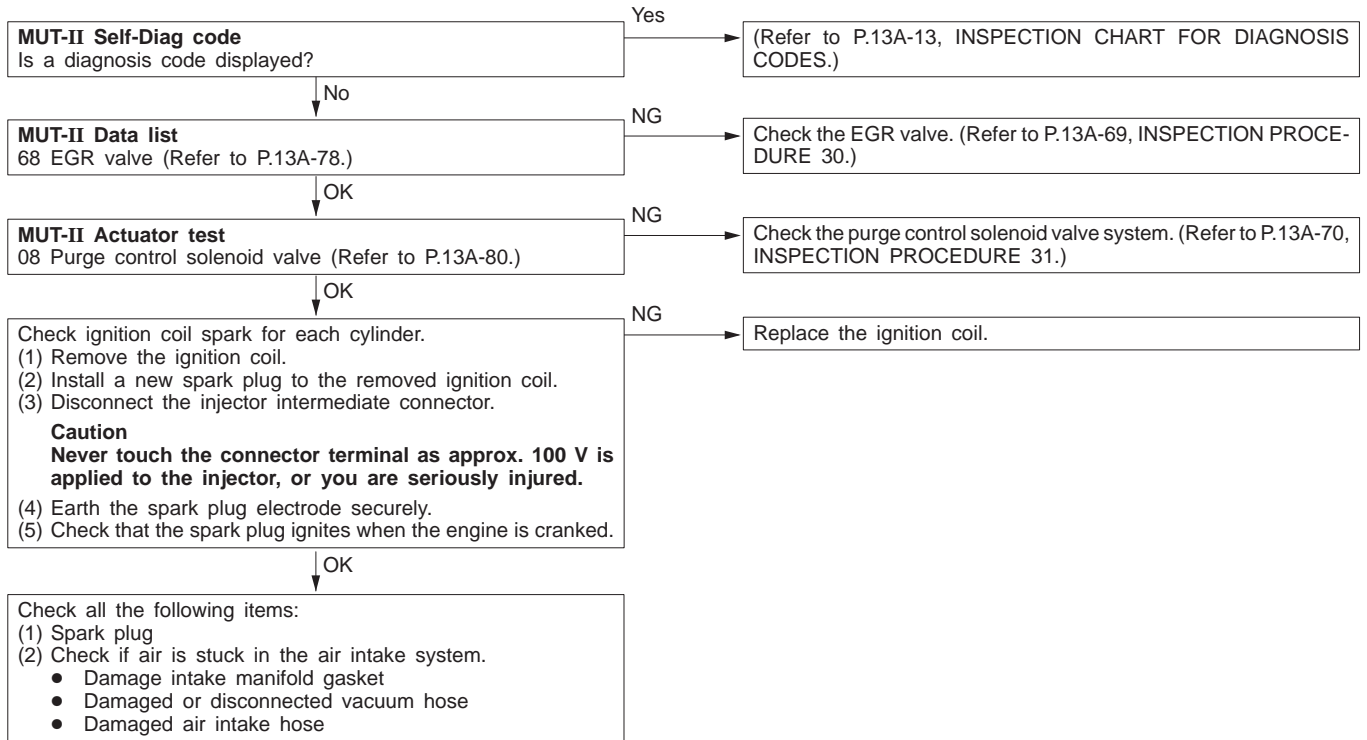 MUT-II Self-Diag code
Is a diagnosis code displayed?
Yes
(Refer to P.13A-13, INSPECTION CHART FOR DIAGNOSIS
CODES.)
No
MUT-II Data list
68 EGR valve (Refer to P.13A-78.)
NG
Check the EGR valve. (Refer to P.13A-69, INSPECTION PROCE-
DURE 30.)
OK
MUT-II Actuator test
08 Purge control solenoid valve (Refer to P.13A-80.)
NG
Check the purge control solenoid valve system. (Refer to P.13A-70,
INSPECTION PROCEDURE 31.)
OK
Check ignition coil spark for each cylinder.
(1) Remove the ignition coil.
(2) Install a new spark plug to the removed ignition coil.
(3) Disconnect the injector intermediate connector.
Caution
Never touch the connector terminal as approx. 100 V is
applied to the injector, or you are seriously injured.
(4) Earth the spark plug electrode securely.
(5) Check that the spark plug ignites when the engine is cranked.
NG
Replace the ignition coil.
OK
Check all the following items:
(1) Spark plug
(2) Check if air is stuck in the air intake system.
● Damage intake manifold gasket
● Damaged or disconnected vacuum hose
● Damaged air intake hose